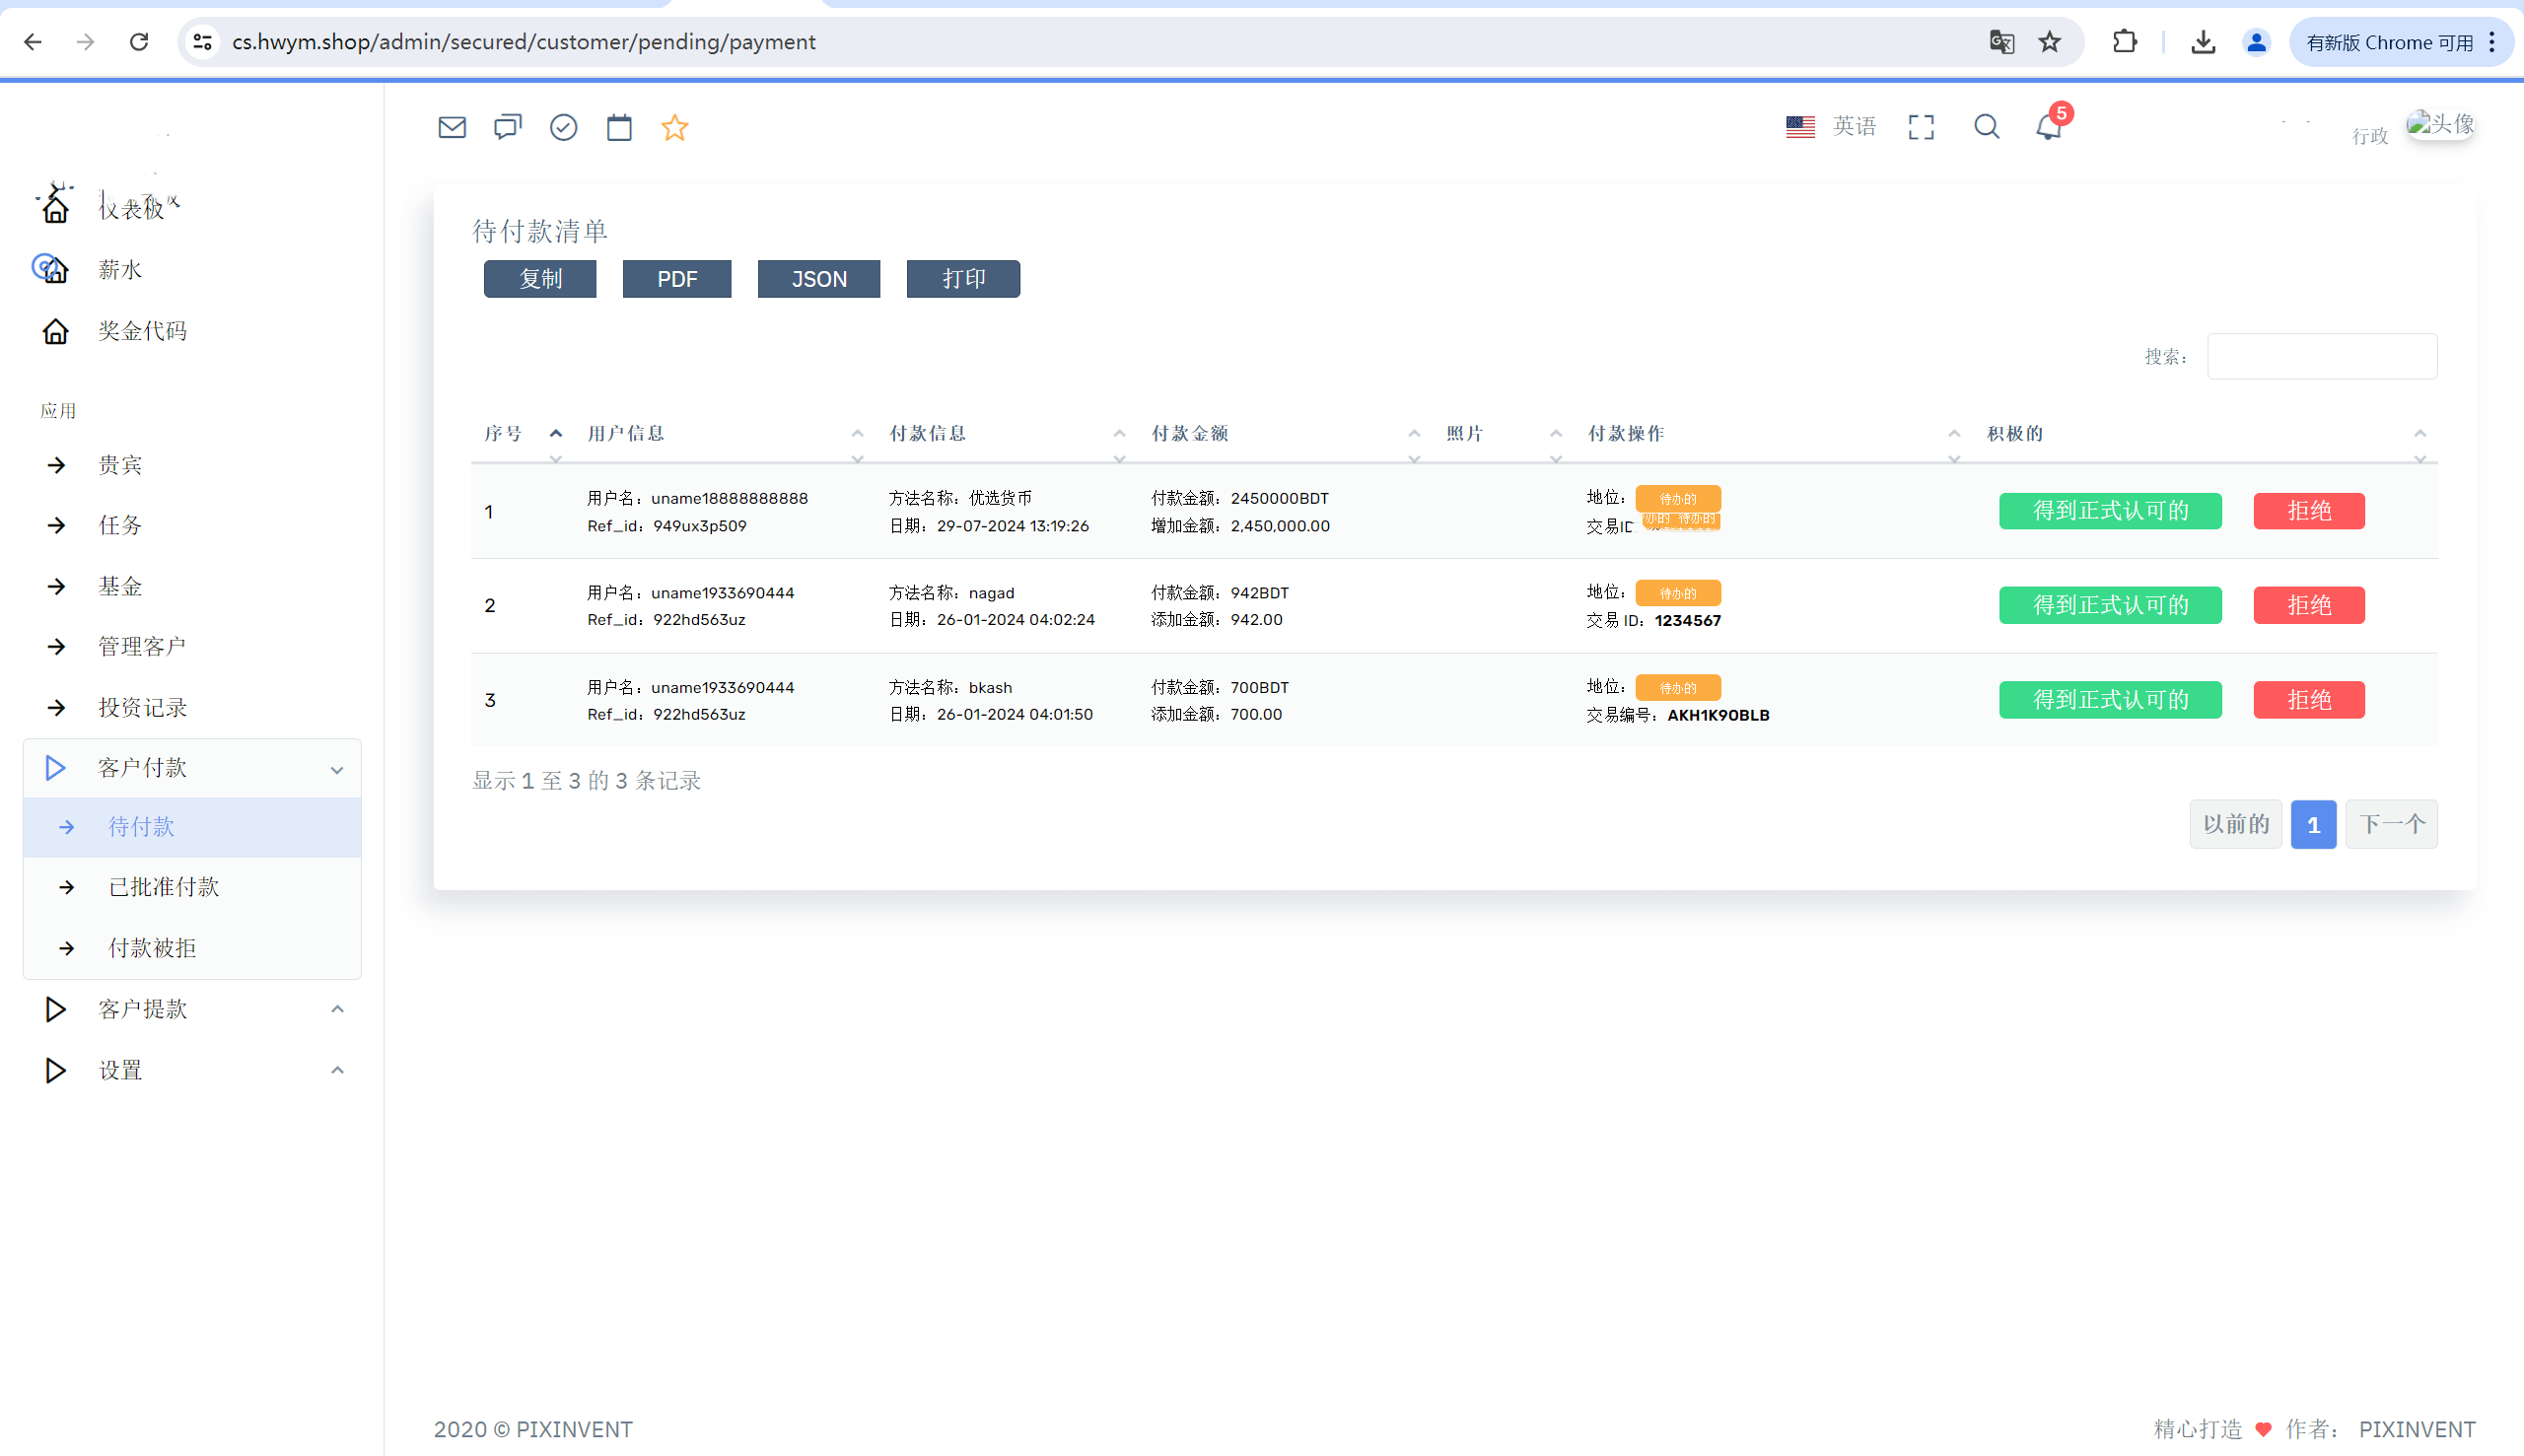 cs.hwym.shop/admin/secured/customer/pending/payment
有新版 Chrome 可用
英语
5
行政
头像
仪表板
薪水
奖金代码
应用
贵宾
任务
基金
管理客户
投资记录
客户付款
待付款
已批准付款
付款被拒
客户提款
设置
待付款清单
复制 PDF JSON 打印
搜索：
序号 用户信息 付款信息 付款金额 照片 付款操作 积极的
1
用户名：uname18888888888
Ref_id：949ux3p509
方法名称：优选货币
日期：29-07-2024 13:19:26
付款金额：2450000BDT
增加金额：2,450,000.00
地位：待办的
交易ID
得到正式认可的 拒绝
2
用户名：uname1933690444
Ref_id：922hd563uz
方法名称：nagad
日期：26-01-2024 04:02:24
付款金额：942BDT
添加金额：942.00
地位：待办的
交易 ID：1234567
得到正式认可的 拒绝
3
用户名：uname1933690444
Ref_id：922hd563uz
方法名称：bkash
日期：26-01-2024 04:01:50
付款金额：700BDT
添加金额：700.00
地位：待办的
交易编号：AKH1K90BLB
得到正式认可的 拒绝
显示 1 至 3 的 3 条记录
以前的 1 下一个
2020 © PIXINVENT
精心打造 ♥ 作者： PIXINVENT